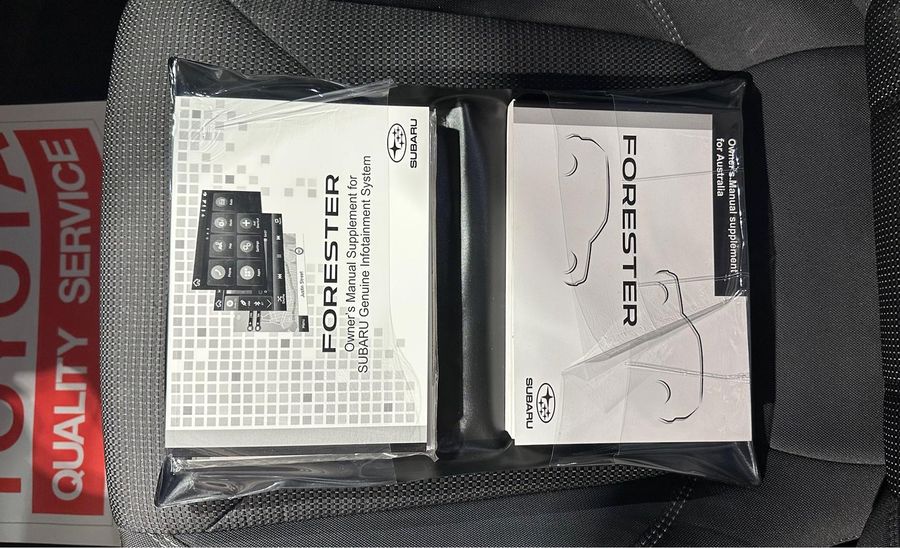 TOYOTA
QUALITY SERVICE
SUBARU
FORESTER
Owner's Manual Supplement for
SUBARU Genuine Infotainment System
Owner's Manual supplement
for Australia
FORESTER
SUBARU